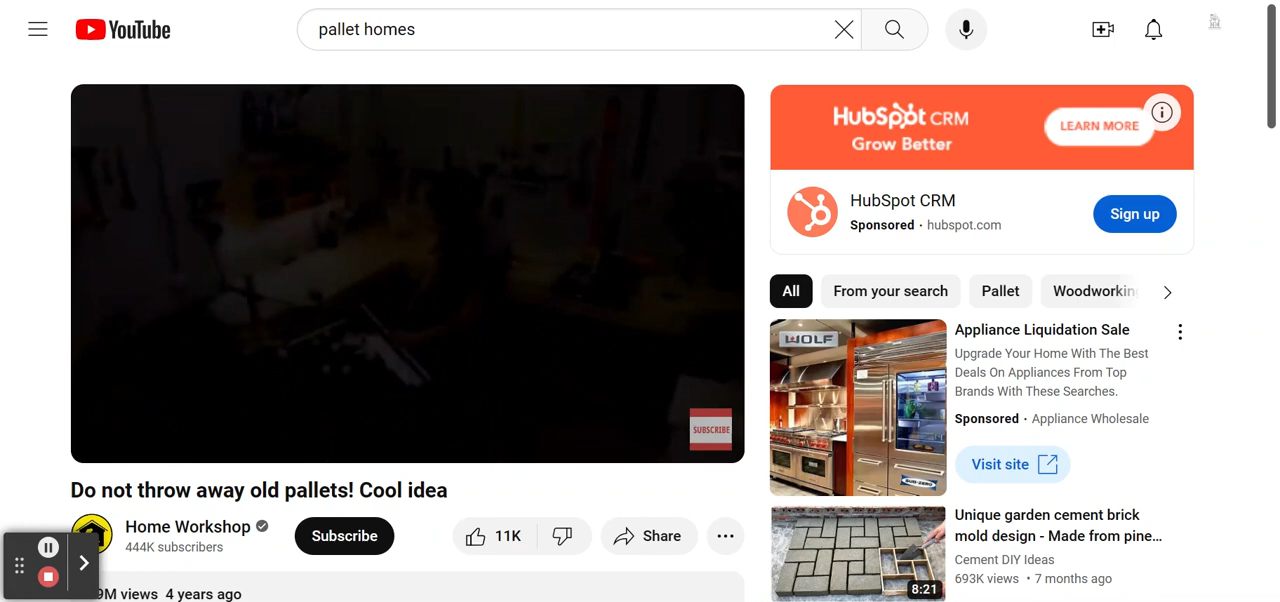 YouTube
pallet homes
HubSpot CRM
Grow Better
LEARN MORE
HubSpot CRM
Sponsored · hubspot.com
Sign up
All
From your search
Pallet
Woodworkin
SUBSCRIBE
WOLF
SUB-ZERO
Appliance Liquidation Sale
Upgrade Your Home With The Best
Deals On Appliances From Top
Brands With These Searches.
Sponsored · Appliance Wholesale
Visit site
Do not throw away old pallets! Cool idea
Home Workshop
444K subscribers
Subscribe
11K
Share
9M views 4 years ago
8:21
Unique garden cement brick
mold design - Made from pine...
Cement DIY Ideas
693K views • 7 months ago